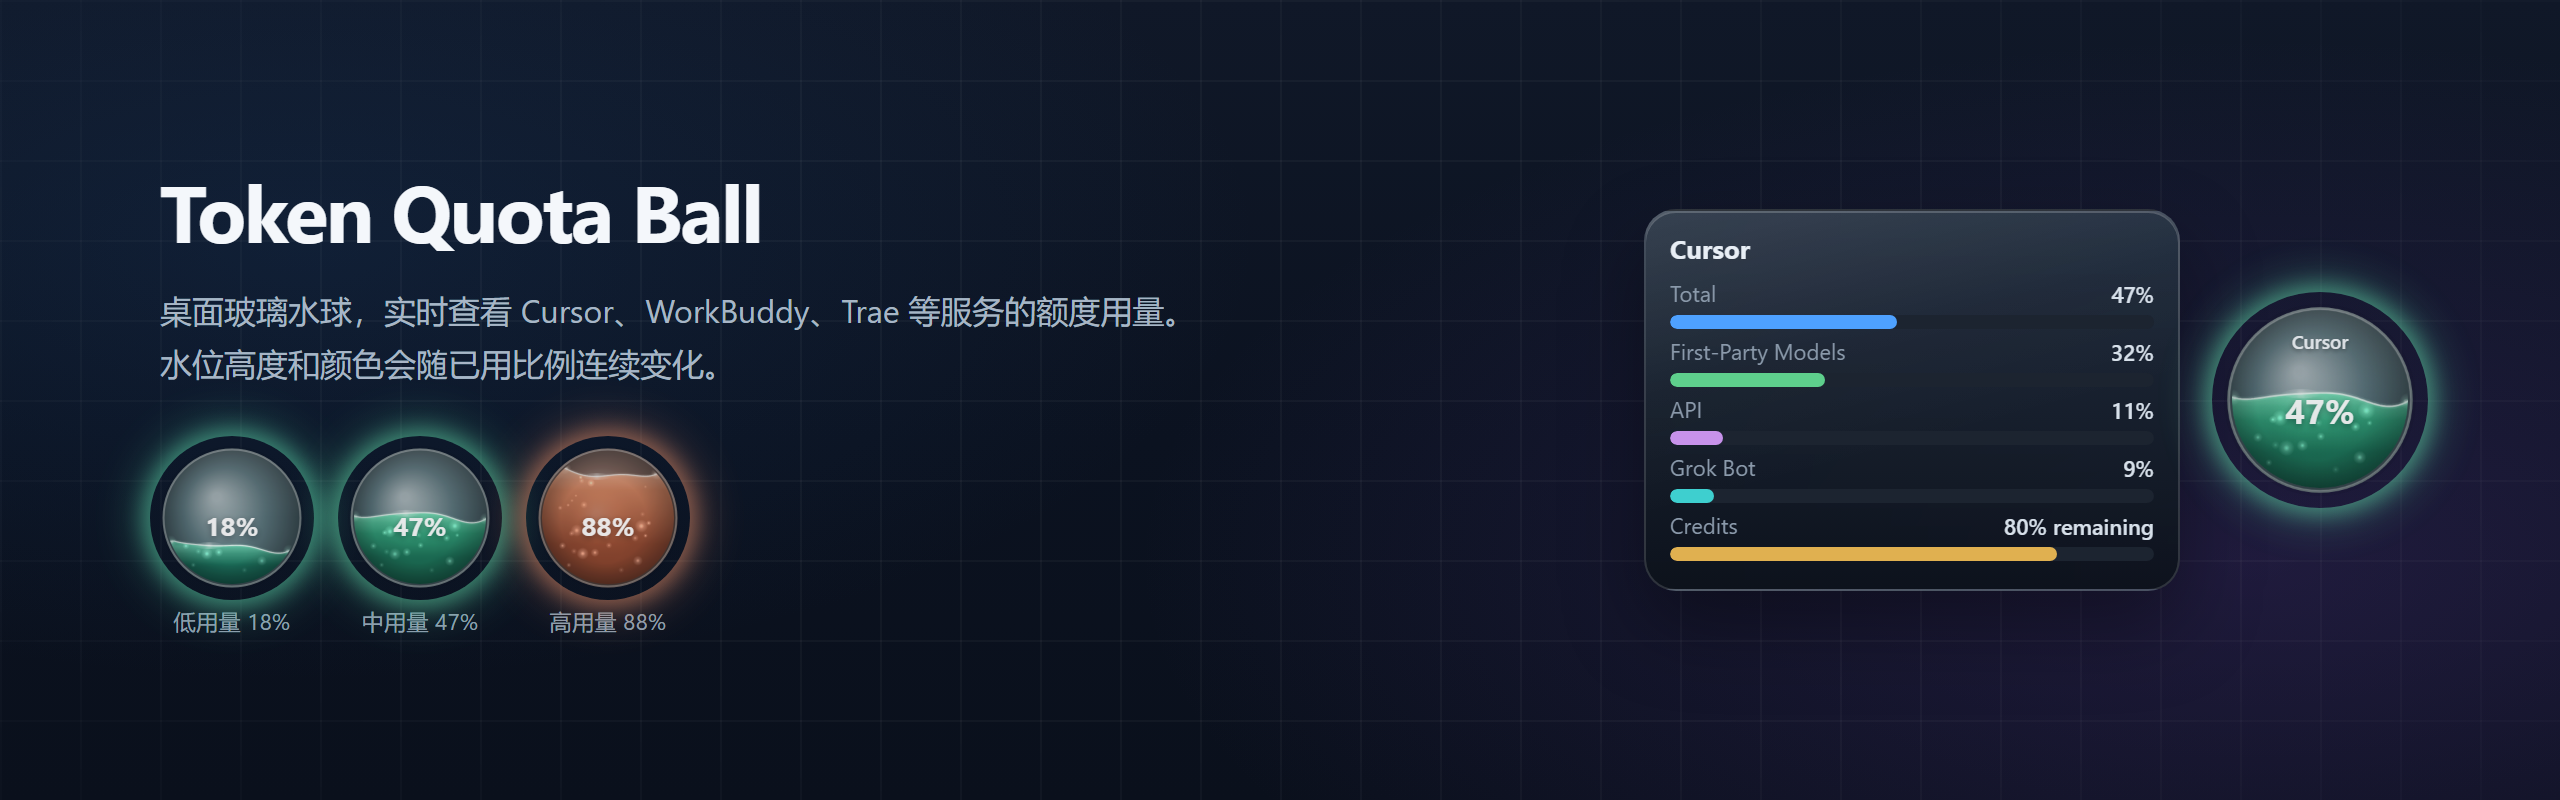 Token Quota Ball
桌面玻璃水球，实时查看 Cursor、WorkBuddy、Trae 等服务的额度用量。
水位高度和颜色会随已用比例连续变化。
18%
47%
88%
低用量 18%
中用量 47%
高用量 88%
Cursor
Total 47%
First-Party Models 32%
API 11%
Grok Bot 9%
Credits 80% remaining
Cursor
47%